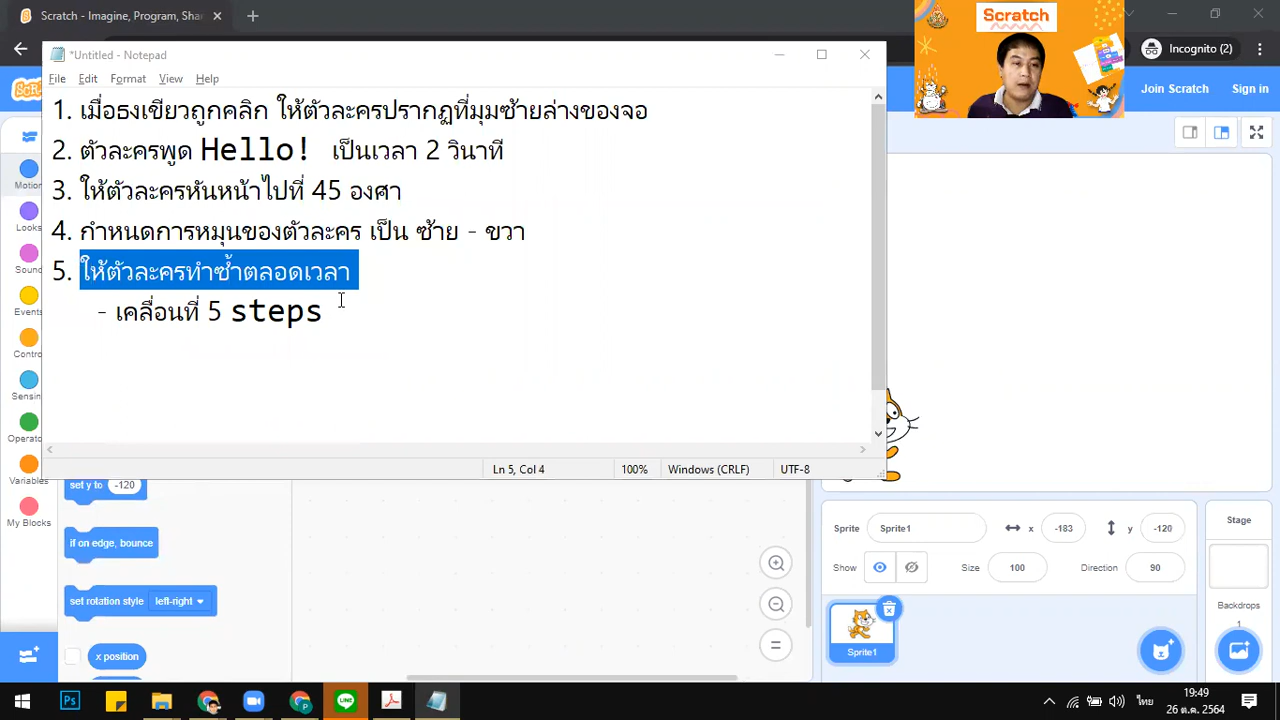 Scratch - Imagine, Program, Shar
*Untitled - Notepad
File Edit Format View Help
Scratch
Incognito (2)
Join Scratch Sign in
1. เมื่อธงเขียวถูกคลิก ให้ตัวละครปรากฏที่มุมซ้ายล่างของจอ
2. ตัวละครพูด Hello! เป็นเวลา 2 วินาที
3. ให้ตัวละครหันหน้าไปที่ 45 องศา
4. กำหนดการหมุนของตัวละคร เป็น ซ้าย - ขวา
5. ให้ตัวละครทำซ้ำตลอดเวลา
- เคลื่อนที่ 5 steps
Motion
Looks
Sound
Events
Control
Sensing
Operato
Variables
My Blocks
Ln 5, Col 4 100% Windows (CRLF) UTF-8
set y to -120
if on edge, bounce
set rotation style left-right
x position
Sprite Sprite1 x -183 y -120
Show Size 100 Direction 90
Sprite1
Stage
Backdrops
1
Ps
LINE
P
ไทย
19:49
26 ต.ค. 2564